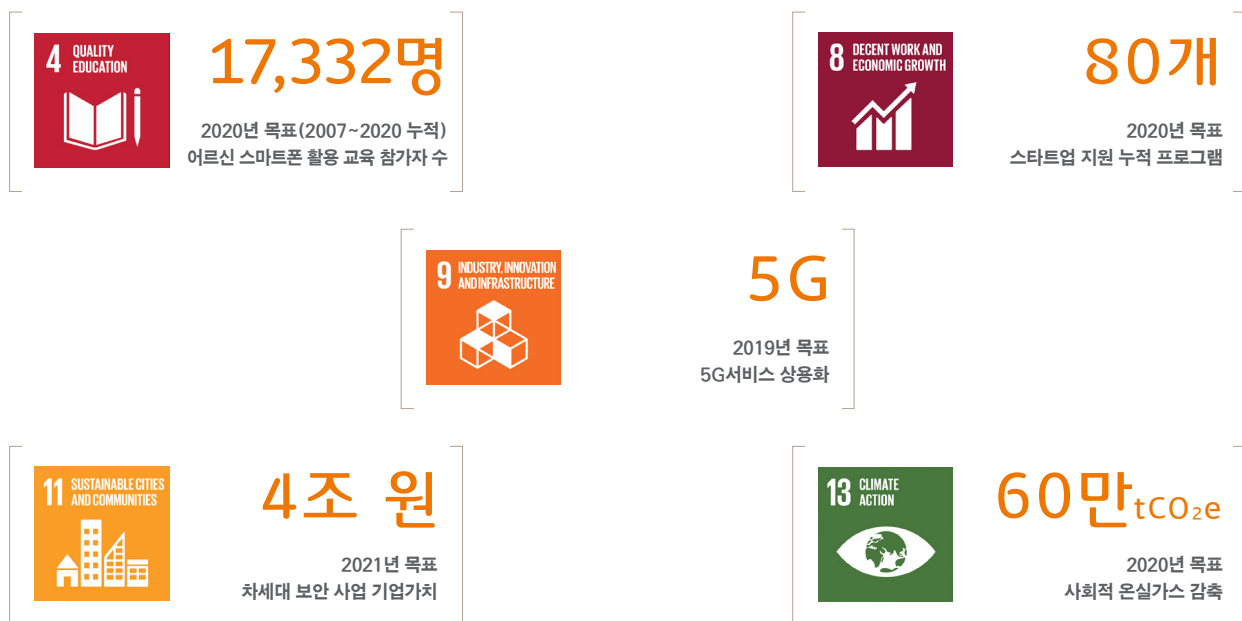 4 QUALITY
EDUCATION
17,332명
2020년 목표(2007~2020 누적)
어르신 스마트폰 활용 교육 참가자 수
8 DECENT WORK AND
ECONOMIC GROWTH
80개
2020년 목표
스타트업 지원 누적 프로그램
9 INDUSTRY, INNOVATION
AND INFRASTRUCTURE
5G
2019년 목표
5G서비스 상용화
11 SUSTAINABLE CITIES
AND COMMUNITIES
4조 원
2021년 목표
차세대 보안 사업 기업가치
13 CLIMATE
ACTION
60만tCO₂e
2020년 목표
사회적 온실가스 감축